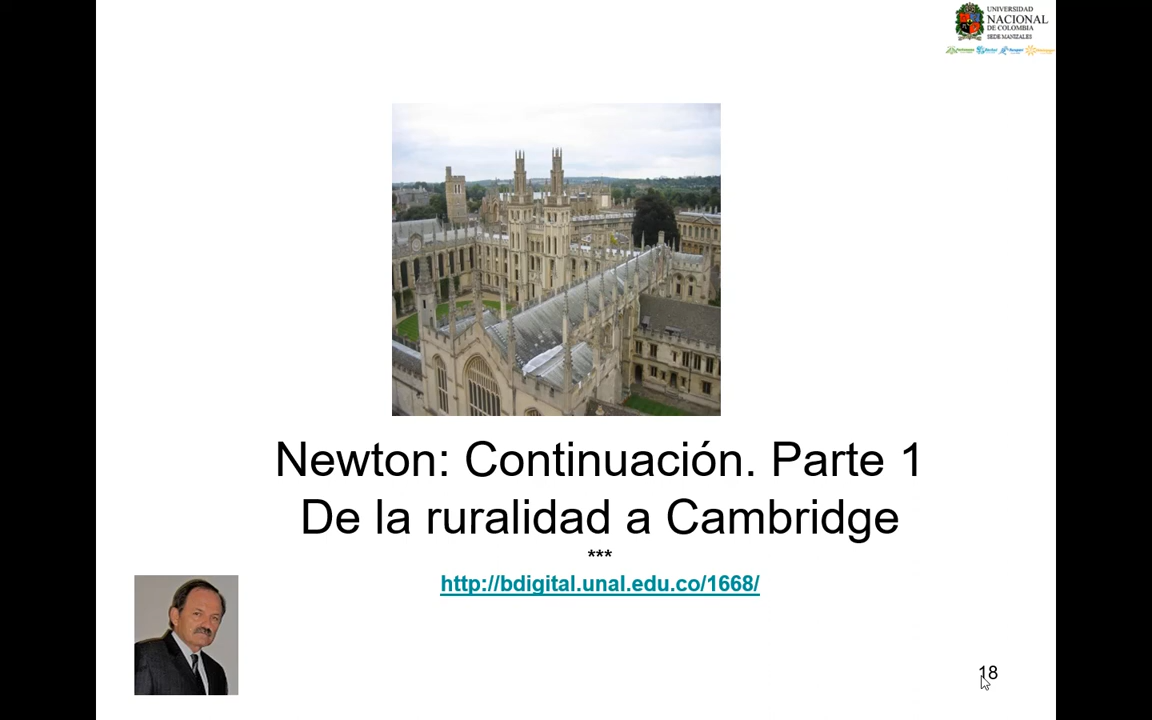 UNIVERSIDAD
NACIONAL
DE COLOMBIA
SEDE MANIZALES
Newton: Continuación. Parte 1
De la ruralidad a Cambridge
***
http://bdigital.unal.edu.co/1668/
18